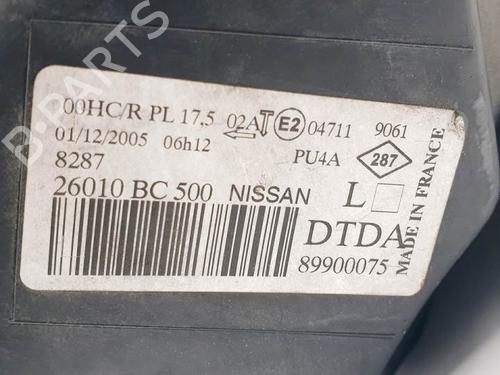 00HC/R PL 17,5 02A E2 04711 9061
01/12/2005 06h12
8287 PU4A 287
26010 BC 500 NISSAN L
DTDA
89900075
MADE IN FRANCE
B-PARTS